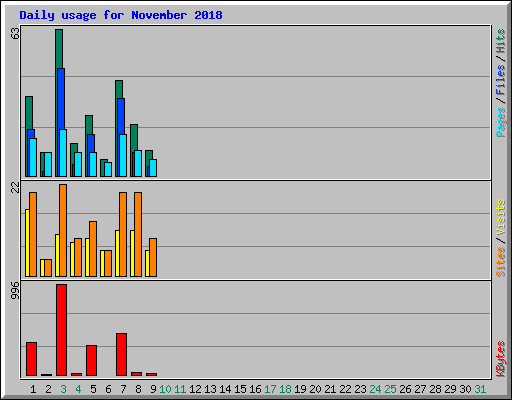 Daily usage for November 2018
63
22
996
Pages / Files / Hits
Sites / Visits
KBytes
1 2 3 4 5 6 7 8 9 10 11 12 13 14 15 16 17 18 19 20 21 22 23 24 25 26 27 28 29 30 31